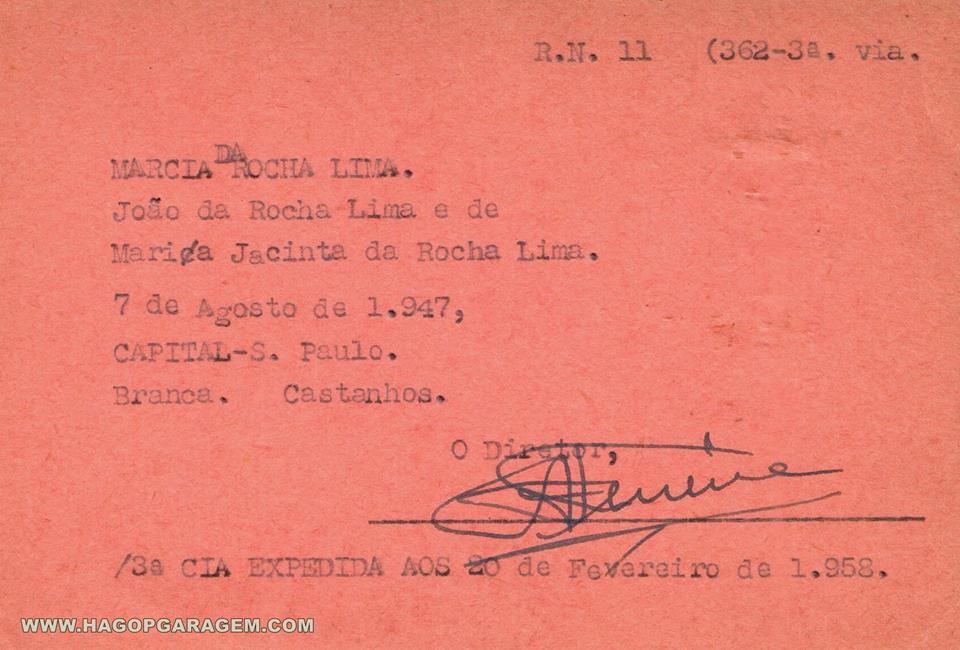 R.N. 11 (362-3ª. via.
MARCIA DA ROCHA LIMA.
João da Rocha Lima e de
Marica Jacinta da Rocha Lima.
7 de Agosto de 1.947,
CAPITAL-S. Paulo.
Branca. Castanhos.
O Diretor,
/3ª CIA EXPEDIDA AOS 20 de Fevereiro de 1.958.
WWW.HAGOPGARAGEM.COM